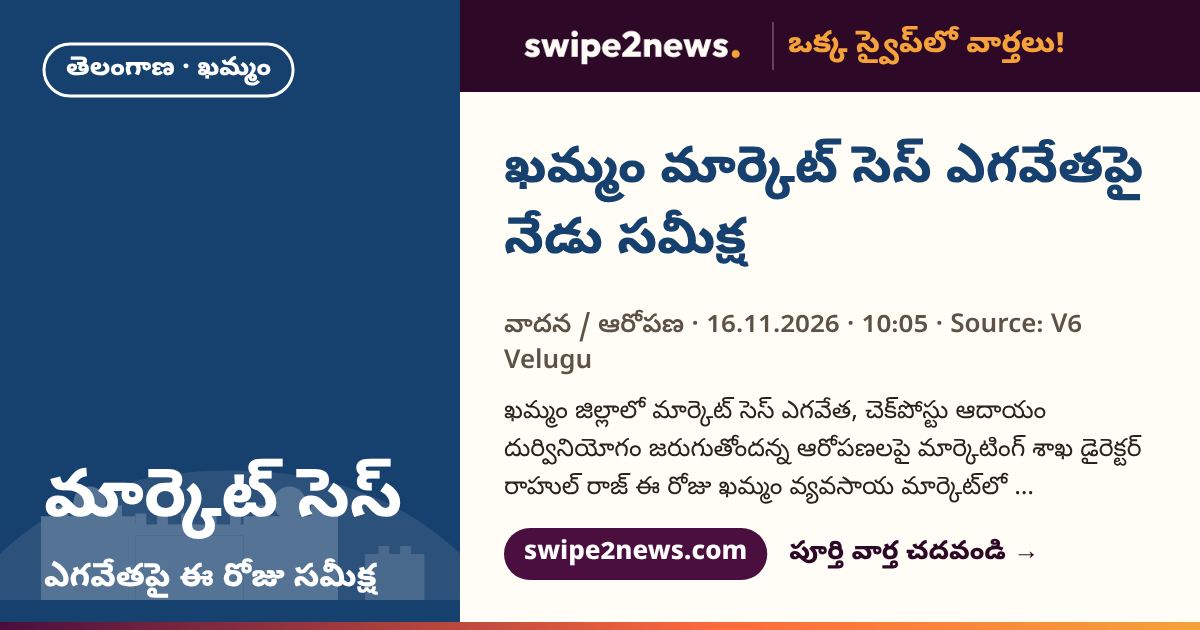 తెలంగాణ · ఖమ్మం
మార్కెట్ సెస్
ఎగవేతపై ఈ రోజు సమీక్ష
swipe2news.
ఒక్క స్వైప్‌లో వార్తలు!
ఖమ్మం మార్కెట్ సెస్ ఎగవేతపై
నేడు సమీక్ష
వాదన / ఆరోపణ · 16.11.2026 · 10:05 · Source: V6
Velugu
ఖమ్మం జిల్లాలో మార్కెట్ సెస్ ఎగవేత, చెక్‌పోస్టు ఆదాయం
దుర్వినియోగం జరుగుతోందన్న ఆరోపణలపై మార్కెటింగ్ శాఖ డైరెక్టర్
రాహుల్ రాజ్ ఈ రోజు ఖమ్మం వ్యవసాయ మార్కెట్‌లో ...
swipe2news.com
పూర్తి వార్త చదవండి →